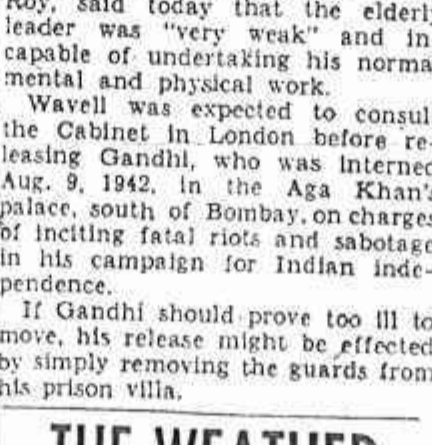 Roy, said today that the elderly
leader was "very weak" and in-
capable of undertaking his norma
mental and physical work.
Wavell was expected to consul
the Cabinet in London before re-
leasing Gandhi, who was interned
Aug. 9, 1942, in the Aga Khan's
palace, south of Bombay, on charges
of inciting fatal riots and sabotage
in his campaign for Indian inde-
pendence.
If Gandhi should prove too ill to
move, his release might be effected
by simply removing the guards from
his prison villa.
THE WEATHER